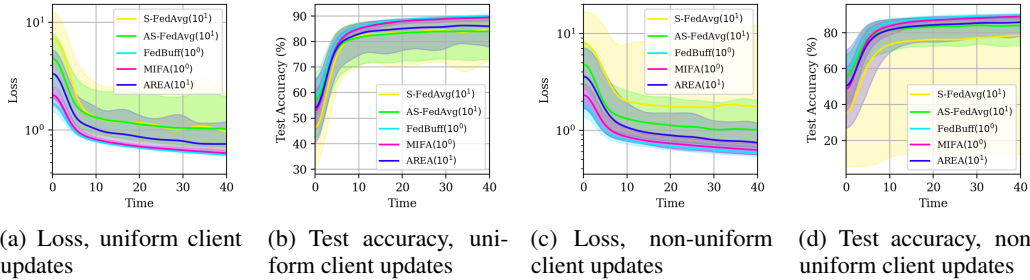 Loss
10¹
10⁰
0
10
20
30
40
Time
S-FedAvg(10¹)
AS-FedAvg(10¹)
FedBuff(10⁰)
MIFA(10⁰)
AREA(10¹)
Test Accuracy (%)
90
80
70
60
50
40
30
0
10
20
30
40
Time
S-FedAvg(10¹)
AS-FedAvg(10¹)
FedBuff(10⁰)
MIFA(10⁰)
AREA(10¹)
Loss
10¹
10⁰
0
10
20
30
40
Time
S-FedAvg(10¹)
AS-FedAvg(10¹)
FedBuff(10⁰)
MIFA(10⁰)
AREA(10¹)
Test Accuracy (%)
80
60
40
20
0
10
20
30
40
Time
S-FedAvg(10¹)
AS-FedAvg(10¹)
FedBuff(10⁰)
MIFA(10⁰)
AREA(10¹)
(a) Loss, uniform client
updates
(b) Test accuracy, uni-
form client updates
(c) Loss, non-uniform
client updates
(d) Test accuracy, non
uniform client updates